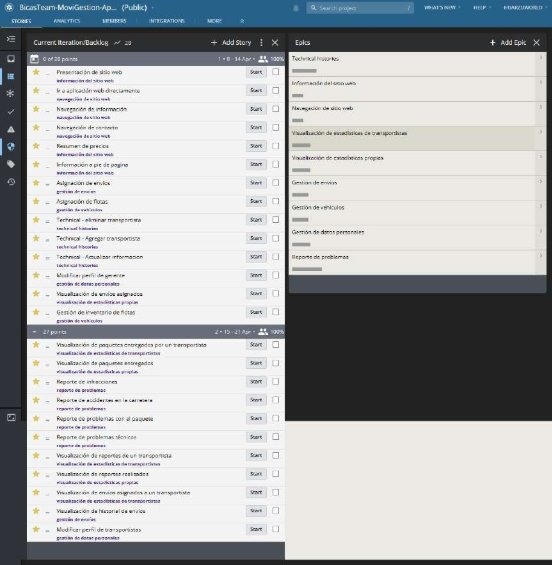 BicasTeam-MoviGestion-Ap... (Public)
Search project
WHAT'S NEW
HELP
EGARZUWORLD
STORIES
ANALYTICS
MEMBERS
INTEGRATIONS
MORE
Current Iteration/Backlog
+ Add Story
0 of 28 points
1 • 8 - 14 Apr •
100%
Presentación de sitio web
Start
información del sitio web
Ir a aplicación web directamente
Start
navegación de sitio web
Navegación de información
Start
navegación de sitio web
Navegación de contacto
Start
navegación de sitio web
Resumen de precios
Start
información del sitio web
Información a pie de pagina
Start
información del sitio web
Asignación de envíos
Start
gestión de envíos
Asignación de flotas
Start
gestión de vehículos
Technical - eliminar transportista
Start
technical histories
Technical - Agregar transportista
Start
technical histories
Technical - Actualizar informacion
Start
technical histories
Modificar perfil de gerente
Start
gestión de datos personales
Visualización de envíos asignados
Start
visualización de estadísticas propias
Gestión de inventario de flotas
Start
gestión de vehículos
27 points
2 • 15 - 21 Apr •
100%
Visualización de paquetes entregados por un transportista
Start
visualización de estadísticas de transportistas
Visualización de paquetes entregados
Start
visualización de estadísticas propias
Reporte de infracciones
Start
reporte de problemas
Reporte de accidentes en la carretera
Start
reporte de problemas
Reporte de problemas con el paquete
Start
reporte de problemas
Reporte de problemas técnicos
Start
reporte de problemas
Visualización de reportes de un transportista
Start
visualización de estadísticas de transportistas
Visualización de reportes realizados
Start
visualización de estadísticas propias
Visualización de envíos asignados a un transportista
Start
visualización de estadísticas de transportistas
Visualización de historial de envíos
Start
gestión de envíos
Modificar perfil de transportistas
Start
gestión de datos personales
Epics
+ Add Epic
Technical histories
Información del sitio web
Navegación de sitio web
Visualización de estadísticas de transportistas
Visualización de estadísticas propias
Gestión de envíos
Gestión de vehículos
Gestión de datos personales
Reporte de problemas